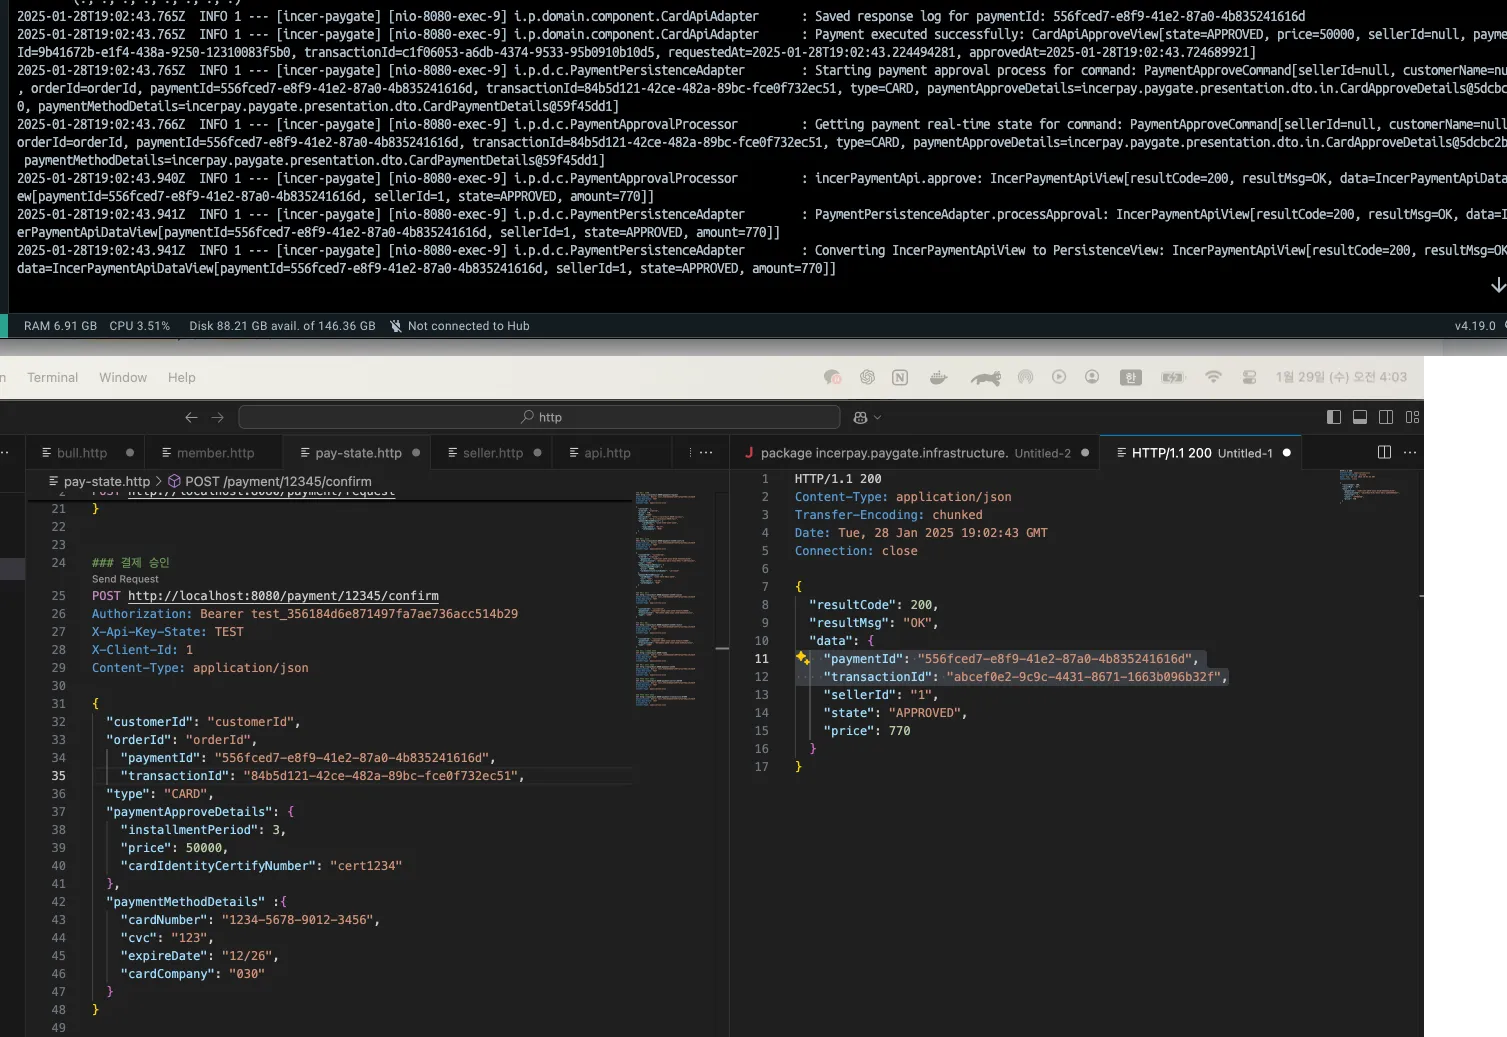 2025-01-28T19:02:43.765Z  INFO 1 --- [incer-paygate] [nio-8080-exec-9] i.p.domain.component.CardApiAdapter      : Saved response log for paymentId: 556fced7-e8f9-41e2-87a0-4b835241616d
2025-01-28T19:02:43.765Z  INFO 1 --- [incer-paygate] [nio-8080-exec-9] i.p.domain.component.CardApiAdapter      : Payment executed successfully: CardApiApproveView[state=APPROVED, price=50000, sellerId=null, payme
Id=9b41672b-e1f4-438a-9250-12310083f5b0, transactionId=c1f06053-a6db-4374-9533-95b0910b10d5, requestedAt=2025-01-28T19:02:43.224494281, approvedAt=2025-01-28T19:02:43.724689921]
2025-01-28T19:02:43.765Z  INFO 1 --- [incer-paygate] [nio-8080-exec-9] i.p.d.c.PaymentPersistenceAdapter        : Starting payment approval process for command: PaymentApproveCommand[sellerId=null, customerName=nu
, orderId=orderId, paymentId=556fced7-e8f9-41e2-87a0-4b835241616d, transactionId=84b5d121-42ce-482a-89bc-fce0f732ec51, type=CARD, paymentApproveDetails=incerpay.paygate.presentation.dto.in.CardApproveDetails@5dcbc
0, paymentMethodDetails=incerpay.paygate.presentation.dto.CardPaymentDetails@59f45dd1]
2025-01-28T19:02:43.766Z  INFO 1 --- [incer-paygate] [nio-8080-exec-9] i.p.d.c.PaymentApprovalProcessor         : Getting payment real-time state for command: PaymentApproveCommand[sellerId=null, customerName=null
orderId=orderId, paymentId=556fced7-e8f9-41e2-87a0-4b835241616d, transactionId=84b5d121-42ce-482a-89bc-fce0f732ec51, type=CARD, paymentApproveDetails=incerpay.paygate.presentation.dto.in.CardApproveDetails@5dcbc2b
paymentMethodDetails=incerpay.paygate.presentation.dto.CardPaymentDetails@59f45dd1]
2025-01-28T19:02:43.940Z  INFO 1 --- [incer-paygate] [nio-8080-exec-9] i.p.d.c.PaymentApprovalProcessor         : incerPaymentApi.approve: IncerPaymentApiView[resultCode=200, resultMsg=OK, data=IncerPaymentApiData
ew[paymentId=556fced7-e8f9-41e2-87a0-4b835241616d, sellerId=1, state=APPROVED, amount=770]]
2025-01-28T19:02:43.941Z  INFO 1 --- [incer-paygate] [nio-8080-exec-9] i.p.d.c.PaymentPersistenceAdapter        : PaymentPersistenceAdapter.processApproval: IncerPaymentApiView[resultCode=200, resultMsg=OK, data=I
erPaymentApiDataView[paymentId=556fced7-e8f9-41e2-87a0-4b835241616d, sellerId=1, state=APPROVED, amount=770]]
2025-01-28T19:02:43.941Z  INFO 1 --- [incer-paygate] [nio-8080-exec-9] i.p.d.c.PaymentPersistenceAdapter        : Converting IncerPaymentApiView to PersistenceView: IncerPaymentApiView[resultCode=200, resultMsg=OK
data=IncerPaymentApiDataView[paymentId=556fced7-e8f9-41e2-87a0-4b835241616d, sellerId=1, state=APPROVED, amount=770]]
RAM 6.91 GB CPU 3.51% Disk 88.21 GB avail. of 146.36 GB Not connected to Hub v4.19.0
n Terminal Window Help 한 1월 29일 (수) 오전 4:03
http
bull.http member.http pay-state.http seller.http api.http
pay-state.http > POST /payment/12345/confirm
2 POST http://localhost:8080/payment/request
21 }
22
23
24 ### 결제 승인
Send Request
25 POST http://localhost:8080/payment/12345/confirm
26 Authorization: Bearer test_356184d6e871497fa7ae736acc514b29
27 X-Api-Key-State: TEST
28 X-Client-Id: 1
29 Content-Type: application/json
30
31 {
32 "customerId": "customerId",
33 "orderId": "orderId",
34 "paymentId": "556fced7-e8f9-41e2-87a0-4b835241616d",
35 "transactionId": "84b5d121-42ce-482a-89bc-fce0f732ec51",
36 "type": "CARD",
37 "paymentApproveDetails": {
38 "installmentPeriod": 3,
39 "price": 50000,
40 "cardIdentityCertifyNumber": "cert1234"
41 },
42 "paymentMethodDetails" :{
43 "cardNumber": "1234-5678-9012-3456",
44 "cvc": "123",
45 "expireDate": "12/26",
46 "cardCompany": "030"
47 }
48 }
49
J package incerpay.paygate.infrastructure. Untitled-2 HTTP/1.1 200 Untitled-1
1 HTTP/1.1 200
2 Content-Type: application/json
3 Transfer-Encoding: chunked
4 Date: Tue, 28 Jan 2025 19:02:43 GMT
5 Connection: close
6
7 {
8 "resultCode": 200,
9 "resultMsg": "OK",
10 "data": {
11 "paymentId": "556fced7-e8f9-41e2-87a0-4b835241616d",
12 "transactionId": "abcef0e2-9c9c-4431-8671-1663b096b32f",
13 "sellerId": "1",
14 "state": "APPROVED",
15 "price": 770
16 }
17 }